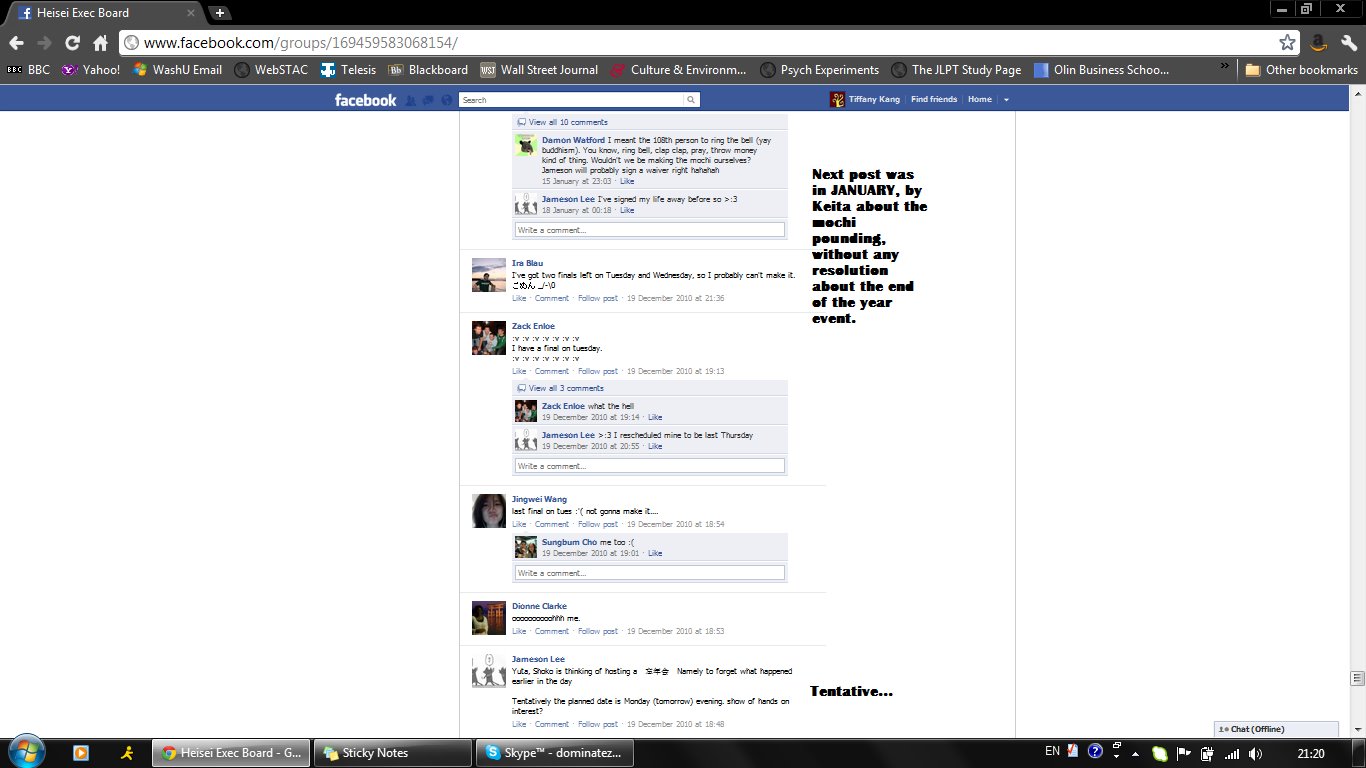 Heisei Exec Board
www.facebook.com/groups/169459583068154/
BBC BBC Yahoo! WashU Email WebSTAC Telesis Bb Blackboard WSJ Wall Street Journal Culture & Environm... Psych Experiments The JLPT Study Page Olin Business Schoo... » Other bookmarks
facebook Search Tiffany Kang Find friends Home
View all 10 comments
Damon Watford I meant the 108th person to ring the bell (yay
buddhism). You know, ring bell, clap clap, pray, throw money
kind of thing. Wouldn't we be making the mochi ourselves?
Jameson will probably sign a waiver right hahahah
15 January at 23:03 · Like
Jameson Lee I've signed my life away before so >:3
18 January at 00:18 · Like
Write a comment...
Next post was
in JANUARY, by
Keita about the
mochi
pounding,
without any
resolution
about the end
of the year
event.
Ira Blau
I've got two finals left on Tuesday and Wednesday, so I probably can't make it.
ごめん _/-\0
Like · Comment · Follow post · 19 December 2010 at 21:36
Zack Enloe
:v :v :v :v :v :v :v
I have a final on tuesday.
:v :v :v :v :v :v :v
Like · Comment · Follow post · 19 December 2010 at 19:13
View all 3 comments
Zack Enloe what the hell
19 December 2010 at 19:14 · Like
Jameson Lee >:3 I rescheduled mine to be last Thursday
19 December 2010 at 20:55 · Like
Write a comment...
Jingwei Wang
last final on tues :'( not gonna make it....
Like · Comment · Follow post · 19 December 2010 at 18:54
Sungbum Cho me too :(
19 December 2010 at 19:01 · Like
Write a comment...
Dionne Clarke
oooooooooohhh me.
Like · Comment · Follow post · 19 December 2010 at 18:53
Jameson Lee
Yuta, Shoko is thinking of hosting a 忘年会 Namely to forget what happened
earlier in the day
Tentatively the planned date is Monday (tomorrow) evening. show of hands on
interest?
Like · Comment · Follow post · 19 December 2010 at 18:48
Tentative...
Chat (Offline)
Heisei Exec Board - G... Sticky Notes Skype™ - dominatez... EN 21:20